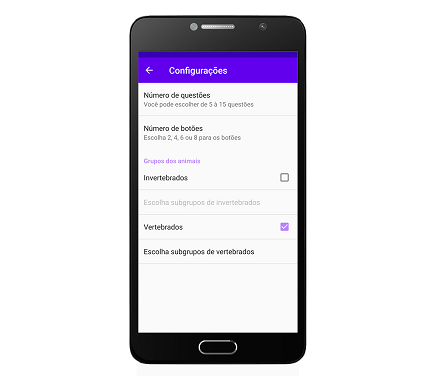 Configurações
Número de questões
Você pode escolher de 5 à 15 questões
Número de botões
Escolha 2, 4, 6 ou 8 para os botões
Grupos dos animais
Invertebrados
Escolha subgrupos de invertebrados
Vertebrados
Escolha subgrupos de vertebrados